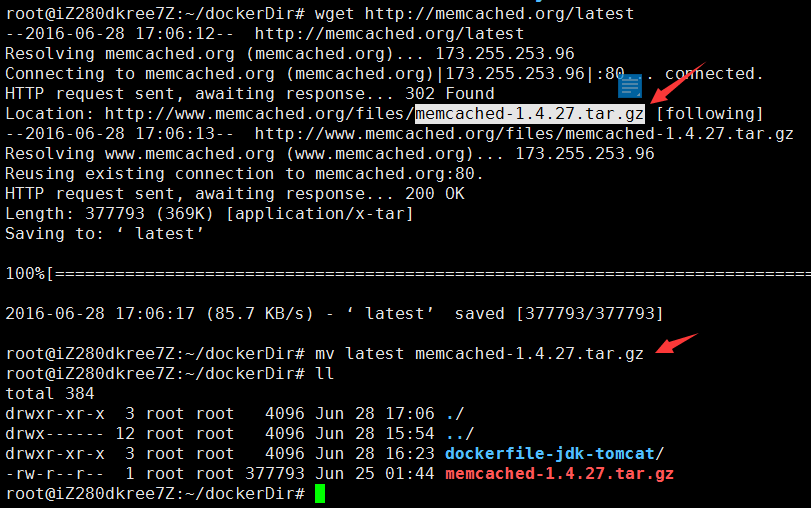 root@iZ280dkree7Z:~/dockerDir# wget http://memcached.org/latest
--2016-06-28 17:06:12--  http://memcached.org/latest
Resolving memcached.org (memcached.org)... 173.255.253.96
Connecting to memcached.org (memcached.org)|173.255.253.96|:80... connected.
HTTP request sent, awaiting response... 302 Found
Location: http://www.memcached.org/files/memcached-1.4.27.tar.gz [following]
--2016-06-28 17:06:13--  http://www.memcached.org/files/memcached-1.4.27.tar.gz
Resolving www.memcached.org (www.memcached.org)... 173.255.253.96
Reusing existing connection to memcached.org:80.
HTTP request sent, awaiting response... 200 OK
Length: 377793 (369K) [application/x-tar]
Saving to: ‘ latest’
100%[============================================================================
2016-06-28 17:06:17 (85.7 KB/s) - ‘ latest’  saved [377793/377793]
root@iZ280dkree7Z:~/dockerDir# mv latest memcached-1.4.27.tar.gz
root@iZ280dkree7Z:~/dockerDir# ll
total 384
drwxr-xr-x  3 root root   4096 Jun 28 17:06 ./
drwx------ 12 root root   4096 Jun 28 15:54 ../
drwxr-xr-x  3 root root   4096 Jun 28 16:23 dockerfile-jdk-tomcat/
-rw-r--r--  1 root root 377793 Jun 25 01:44 memcached-1.4.27.tar.gz
root@iZ280dkree7Z:~/dockerDir#